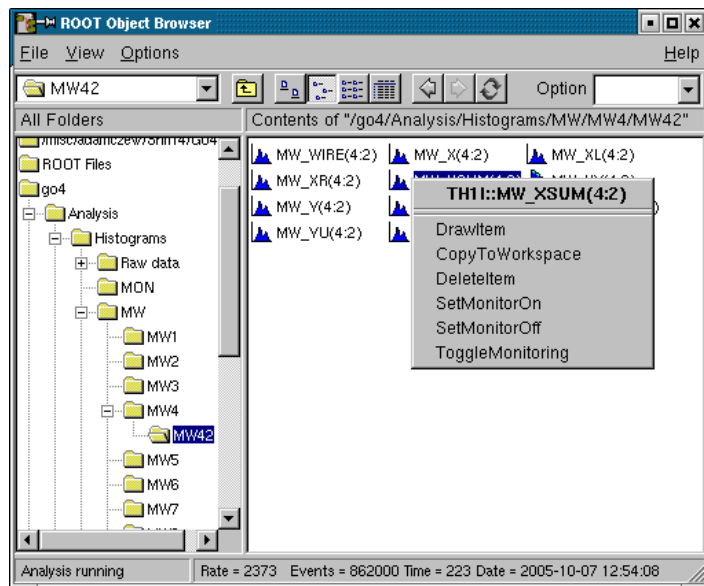 ROOT Object Browser
File View Options Help
MW42 Option
All Folders
Contents of "/go4/Analysis/Histograms/MW/MW4/MW42"
ROOT Files
go4
Analysis
Histograms
Raw data
MON
MW
MW1
MW2
MW3
MW4
MW42
MW5
MW6
MW7
MW_WIRE(4:2) MW_X(4:2) MW_XL(4:2)
MW_XR(4:2)
MW_Y(4:2)
MW_YU(4:2)
TH1I::MW_XSUM(4:2)
DrawItem
CopyToWorkspace
DeleteItem
SetMonitorOn
SetMonitorOff
ToggleMonitoring
Analysis running Rate = 2373 Events = 862000 Time = 223 Date = 2005-10-07 12:54:08